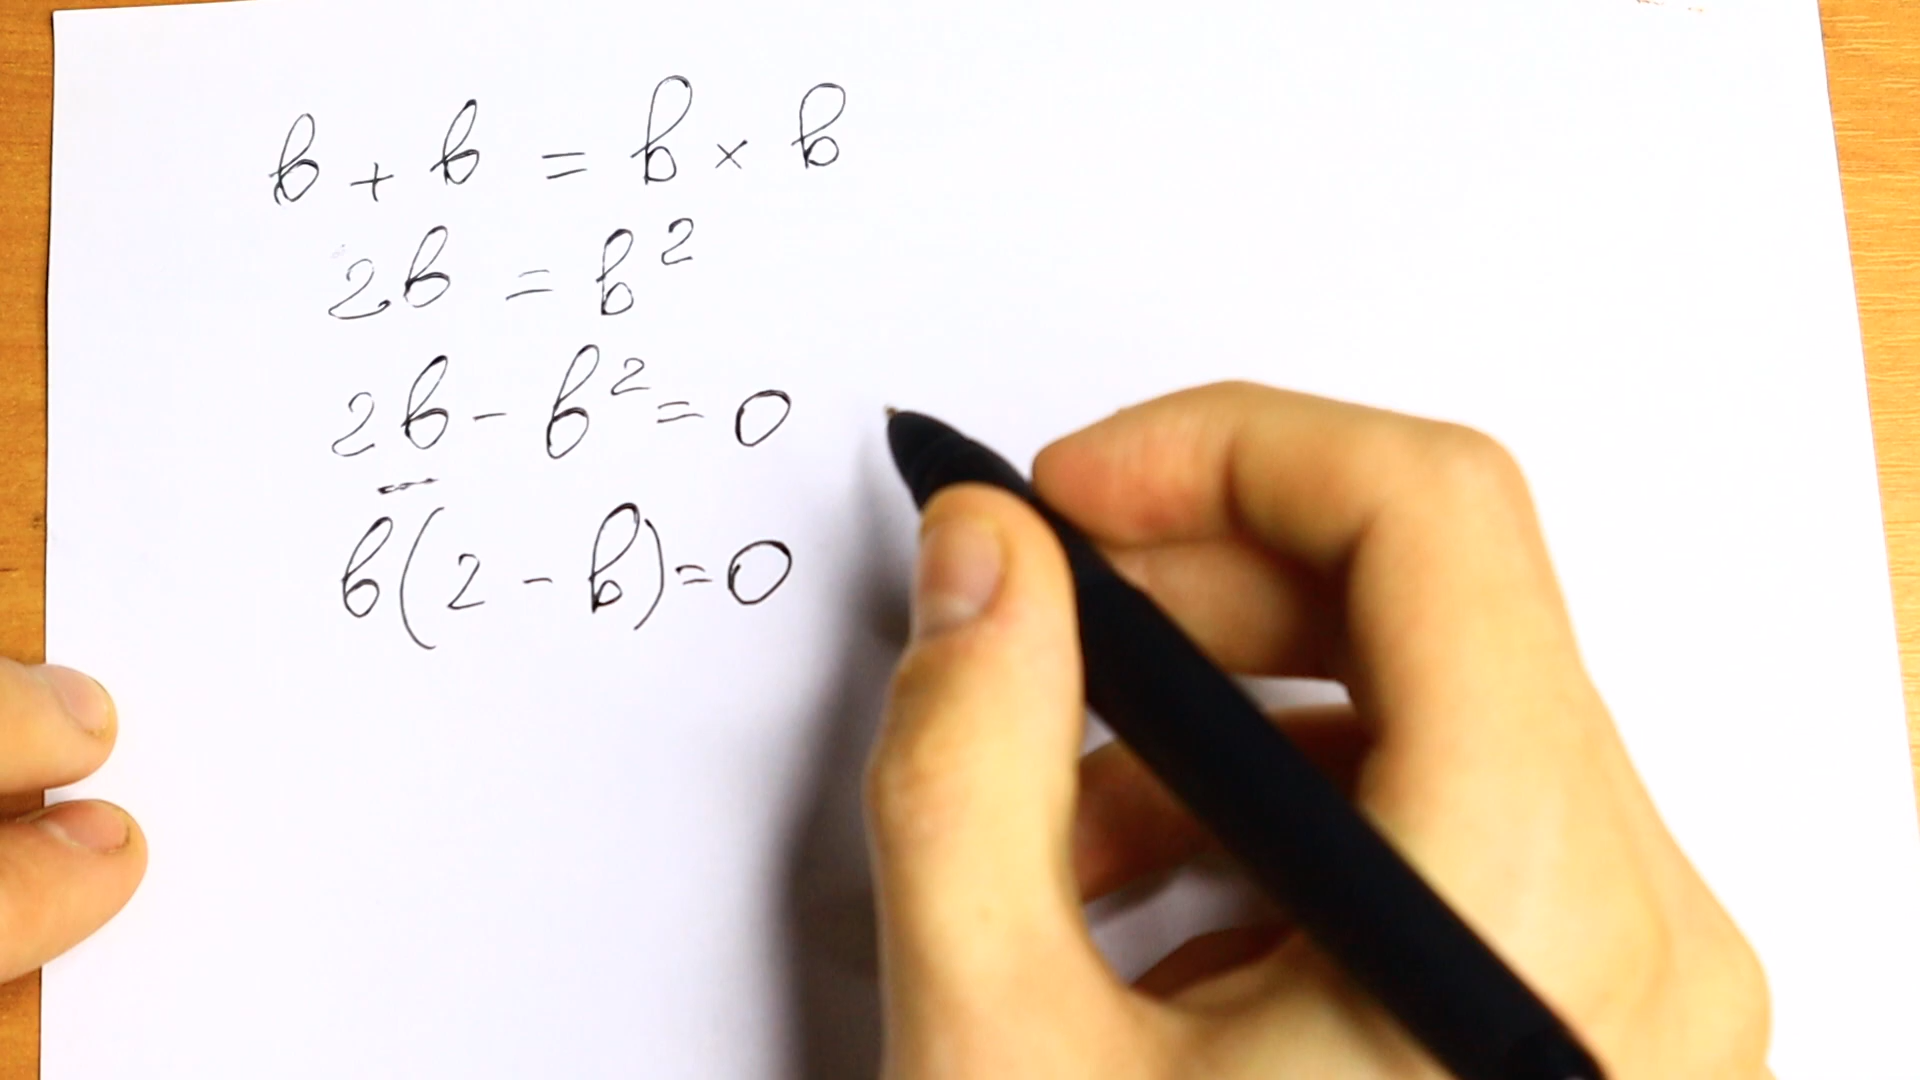 b + b = b × b
2b = b²
2b - b² = 0
b(2 - b) = 0